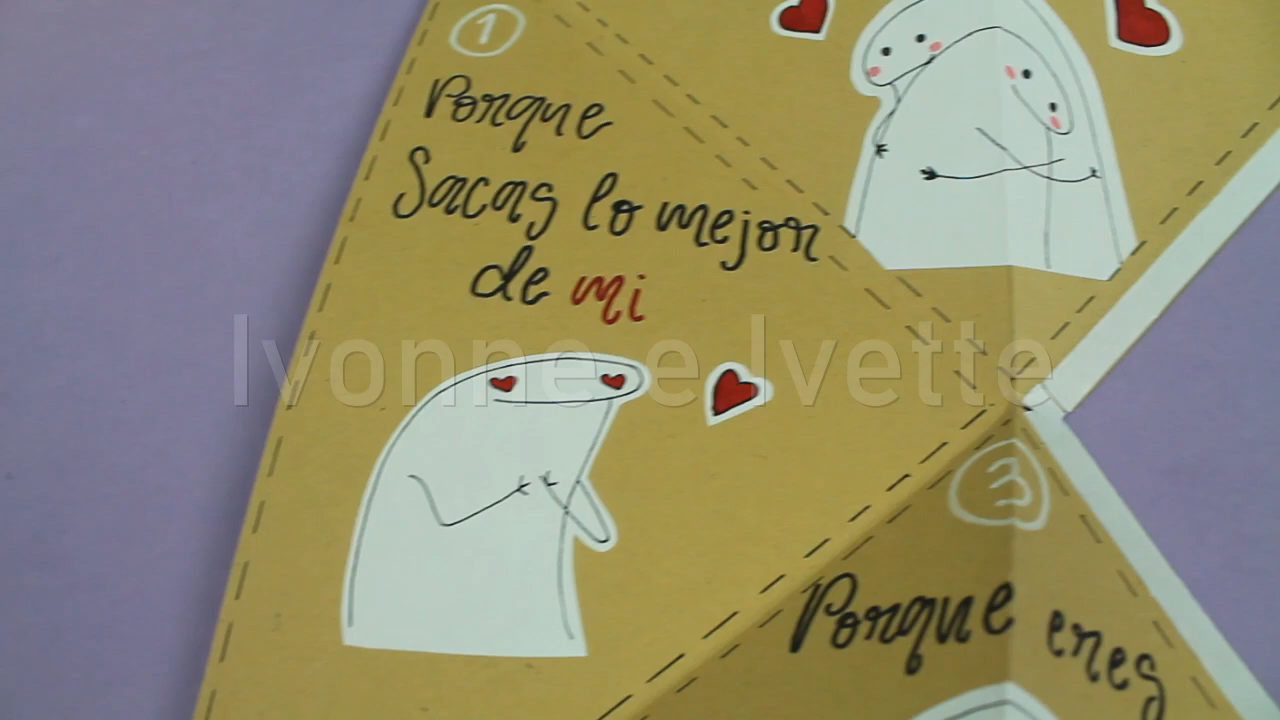 1
Porque
Sacas lo mejor
de mi
Ivonne e Ivette
3
Porque eres